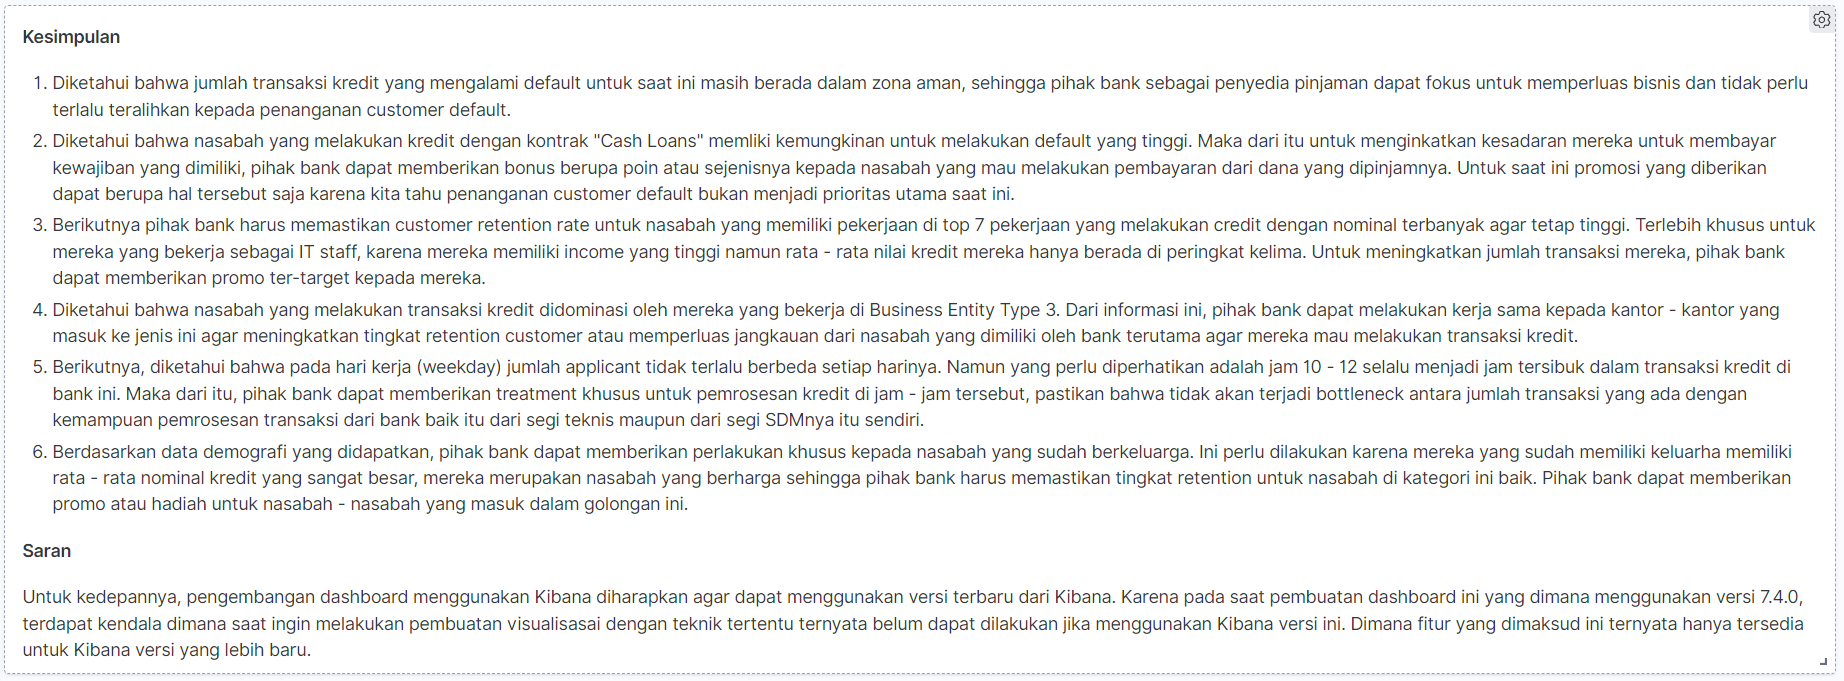 Kesimpulan
1. Diketahui bahwa jumlah transaksi kredit yang mengalami default untuk saat ini masih berada dalam zona aman, sehingga pihak bank sebagai penyedia pinjaman dapat fokus untuk memperluas bisnis dan tidak perlu
terlalu teralihkan kepada penanganan customer default.
2. Diketahui bahwa nasabah yang melakukan kredit dengan kontrak "Cash Loans" memliki kemungkinan untuk melakukan default yang tinggi. Maka dari itu untuk menginkatkan kesadaran mereka untuk membayar
kewajiban yang dimiliki, pihak bank dapat memberikan bonus berupa poin atau sejenisnya kepada nasabah yang mau melakukan pembayaran dari dana yang dipinjamnya. Untuk saat ini promosi yang diberikan
dapat berupa hal tersebut saja karena kita tahu penanganan customer default bukan menjadi prioritas utama saat ini.
3. Berikutnya pihak bank harus memastikan customer retention rate untuk nasabah yang memiliki pekerjaan di top 7 pekerjaan yang melakukan credit dengan nominal terbanyak agar tetap tinggi. Terlebih khusus untuk
mereka yang bekerja sebagai IT staff, karena mereka memiliki income yang tinggi namun rata - rata nilai kredit mereka hanya berada di peringkat kelima. Untuk meningkatkan jumlah transaksi mereka, pihak bank
dapat memberikan promo ter-target kepada mereka.
4. Diketahui bahwa nasabah yang melakukan transaksi kredit didominasi oleh mereka yang bekerja di Business Entity Type 3. Dari informasi ini, pihak bank dapat melakukan kerja sama kepada kantor - kantor yang
masuk ke jenis ini agar meningkatkan tingkat retention customer atau memperluas jangkauan dari nasabah yang dimiliki oleh bank terutama agar mereka mau melakukan transaksi kredit.
5. Berikutnya, diketahui bahwa pada hari kerja (weekday) jumlah applicant tidak terlalu berbeda setiap harinya. Namun yang perlu diperhatikan adalah jam 10 - 12 selalu menjadi jam tersibuk dalam transaksi kredit di
bank ini. Maka dari itu, pihak bank dapat memberikan treatment khusus untuk pemrosesan kredit di jam - jam tersebut, pastikan bahwa tidak akan terjadi bottleneck antara jumlah transaksi yang ada dengan
kemampuan pemrosesan transaksi dari bank baik itu dari segi teknis maupun dari segi SDMnya itu sendiri.
6. Berdasarkan data demografi yang didapatkan, pihak bank dapat memberikan perlakukan khusus kepada nasabah yang sudah berkeluarga. Ini perlu dilakukan karena mereka yang sudah memiliki keluarha memiliki
rata - rata nominal kredit yang sangat besar, mereka merupakan nasabah yang berharga sehingga pihak bank harus memastikan tingkat retention untuk nasabah di kategori ini baik. Pihak bank dapat memberikan
promo atau hadiah untuk nasabah - nasabah yang masuk dalam golongan ini.
Saran
Untuk kedepannya, pengembangan dashboard menggunakan Kibana diharapkan agar dapat menggunakan versi terbaru dari Kibana. Karena pada saat pembuatan dashboard ini yang dimana menggunakan versi 7.4.0,
terdapat kendala dimana saat ingin melakukan pembuatan visualisasai dengan teknik tertentu ternyata belum dapat dilakukan jika menggunakan Kibana versi ini. Dimana fitur yang dimaksud ini ternyata hanya tersedia
untuk Kibana versi yang lebih baru.